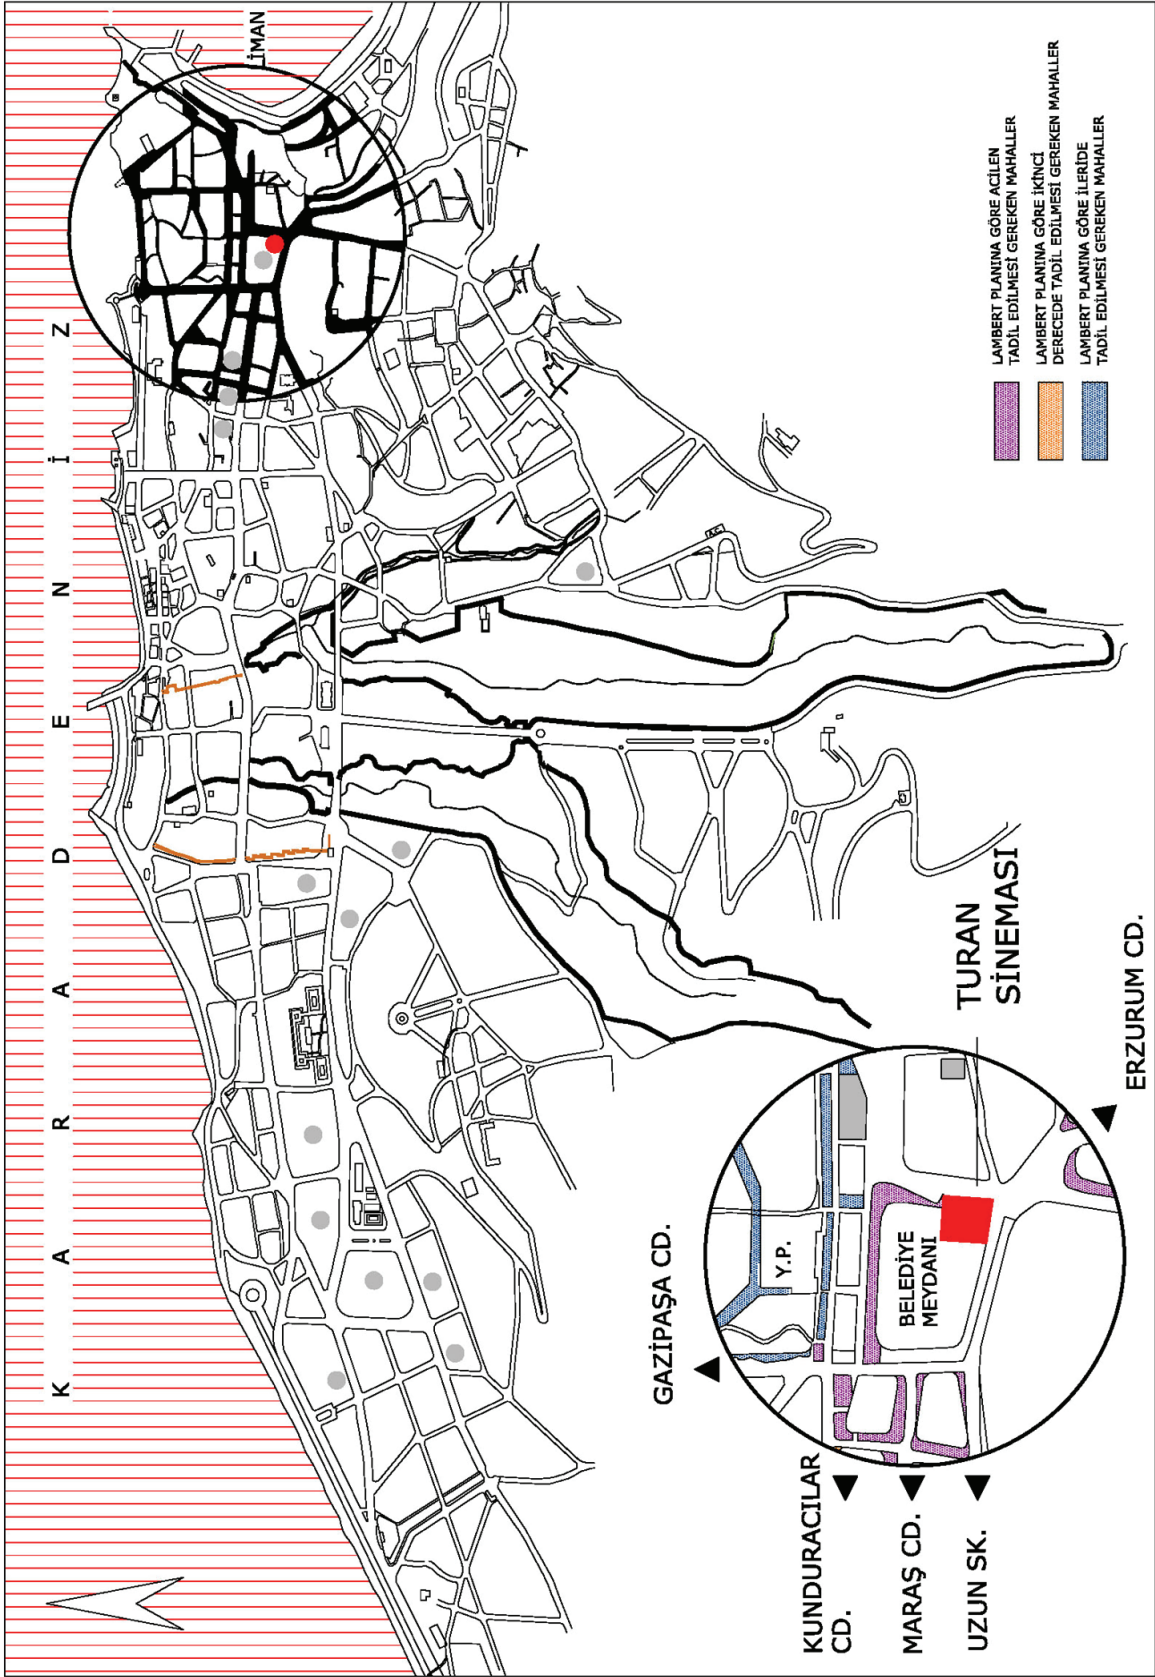 K A R A D E N İ Z
LİMAN
GAZİPAŞA CD.
KUNDURACILAR
CD.
MARAŞ CD.
UZUN SK.
Y.P.
BELEDİYE
MEYDANI
TURAN
SİNEMASI
ERZURUM CD.
LAMBERT PLANINA GÖRE ACİLEN
TADİL EDİLMESİ GEREKEN MAHALLER
LAMBERT PLANINA GÖRE İKİNCİ
DERECEDE TADİL EDİLMESİ GEREKEN MAHALLER
LAMBERT PLANINA GÖRE İLERİDE
TADİL EDİLMESİ GEREKEN MAHALLER